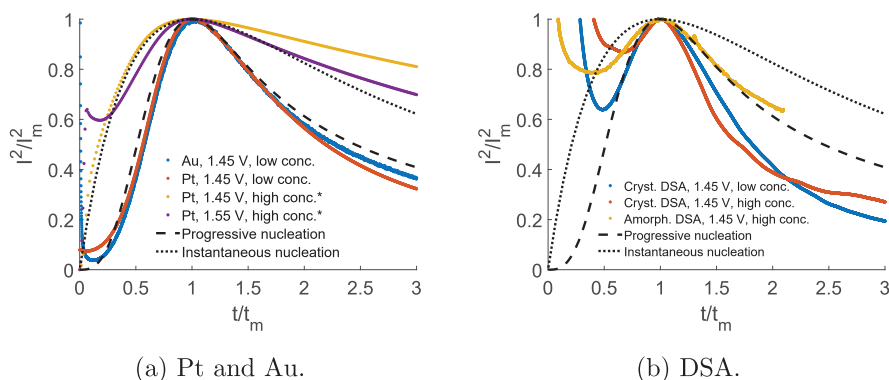 1
0.8
0.6
0.4
0.2
0
I²/I²m
Au, 1.45 V, low conc.
Pt, 1.45 V, low conc.
Pt, 1.45 V, high conc.*
Pt, 1.55 V, high conc.*
Progressive nucleation
Instantaneous nucleation
0 0.5 1 1.5 2 2.5 3
t/tm
(a) Pt and Au.
1
0.8
0.6
0.4
0.2
0
I²/I²m
Cryst. DSA, 1.45 V, low conc.
Cryst. DSA, 1.45 V, high conc.
Amorph. DSA, 1.45 V, high conc.
Progressive nucleation
Instantaneous nucleation
0 0.5 1 1.5 2 2.5 3
t/tm
(b) DSA.